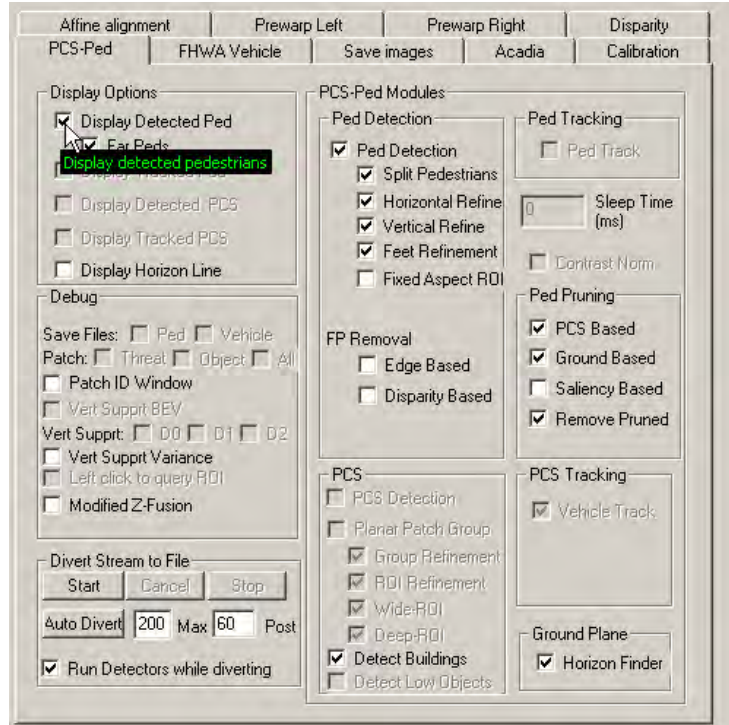 Affine alignment Prewarp Left Prewarp Right Disparity
PCS-Ped FHWA Vehicle Save images Acadia Calibration
Display Options
Display Detected Ped
Far Peds
Display detected pedestrians
Display Detected PCS
Display Tracked PCS
Display Horizon Line
Debug
Save Files: Ped Vehicle
Patch: Threat Object All
Patch ID Window
Vert Supprt BEV
Vert Supprt: D0 D1 D2
Vert Supprt Variance
Left click to query ROI
Modified Z-Fusion
Divert Stream to File
Start Cancel Stop
Auto Divert 200 Max 60 Post
Run Detectors while diverting
PCS-Ped Modules
Ped Detection
Ped Detection
Split Pedestrians
Horizontal Refine
Vertical Refine
Feet Refinement
Fixed Aspect ROI
FP Removal
Edge Based
Disparity Based
PCS
PCS Detection
Planar Patch Group
Group Refinement
ROI Refinement
Wide-ROI
Deep-ROI
Detect Buildings
Detect Low Objects
Ped Tracking
Ped Track
0 Sleep Time
(ms)
Contrast Norm
Ped Pruning
PCS Based
Ground Based
Saliency Based
Remove Pruned
PCS Tracking
Vehicle Track
Ground Plane
Horizon Finder